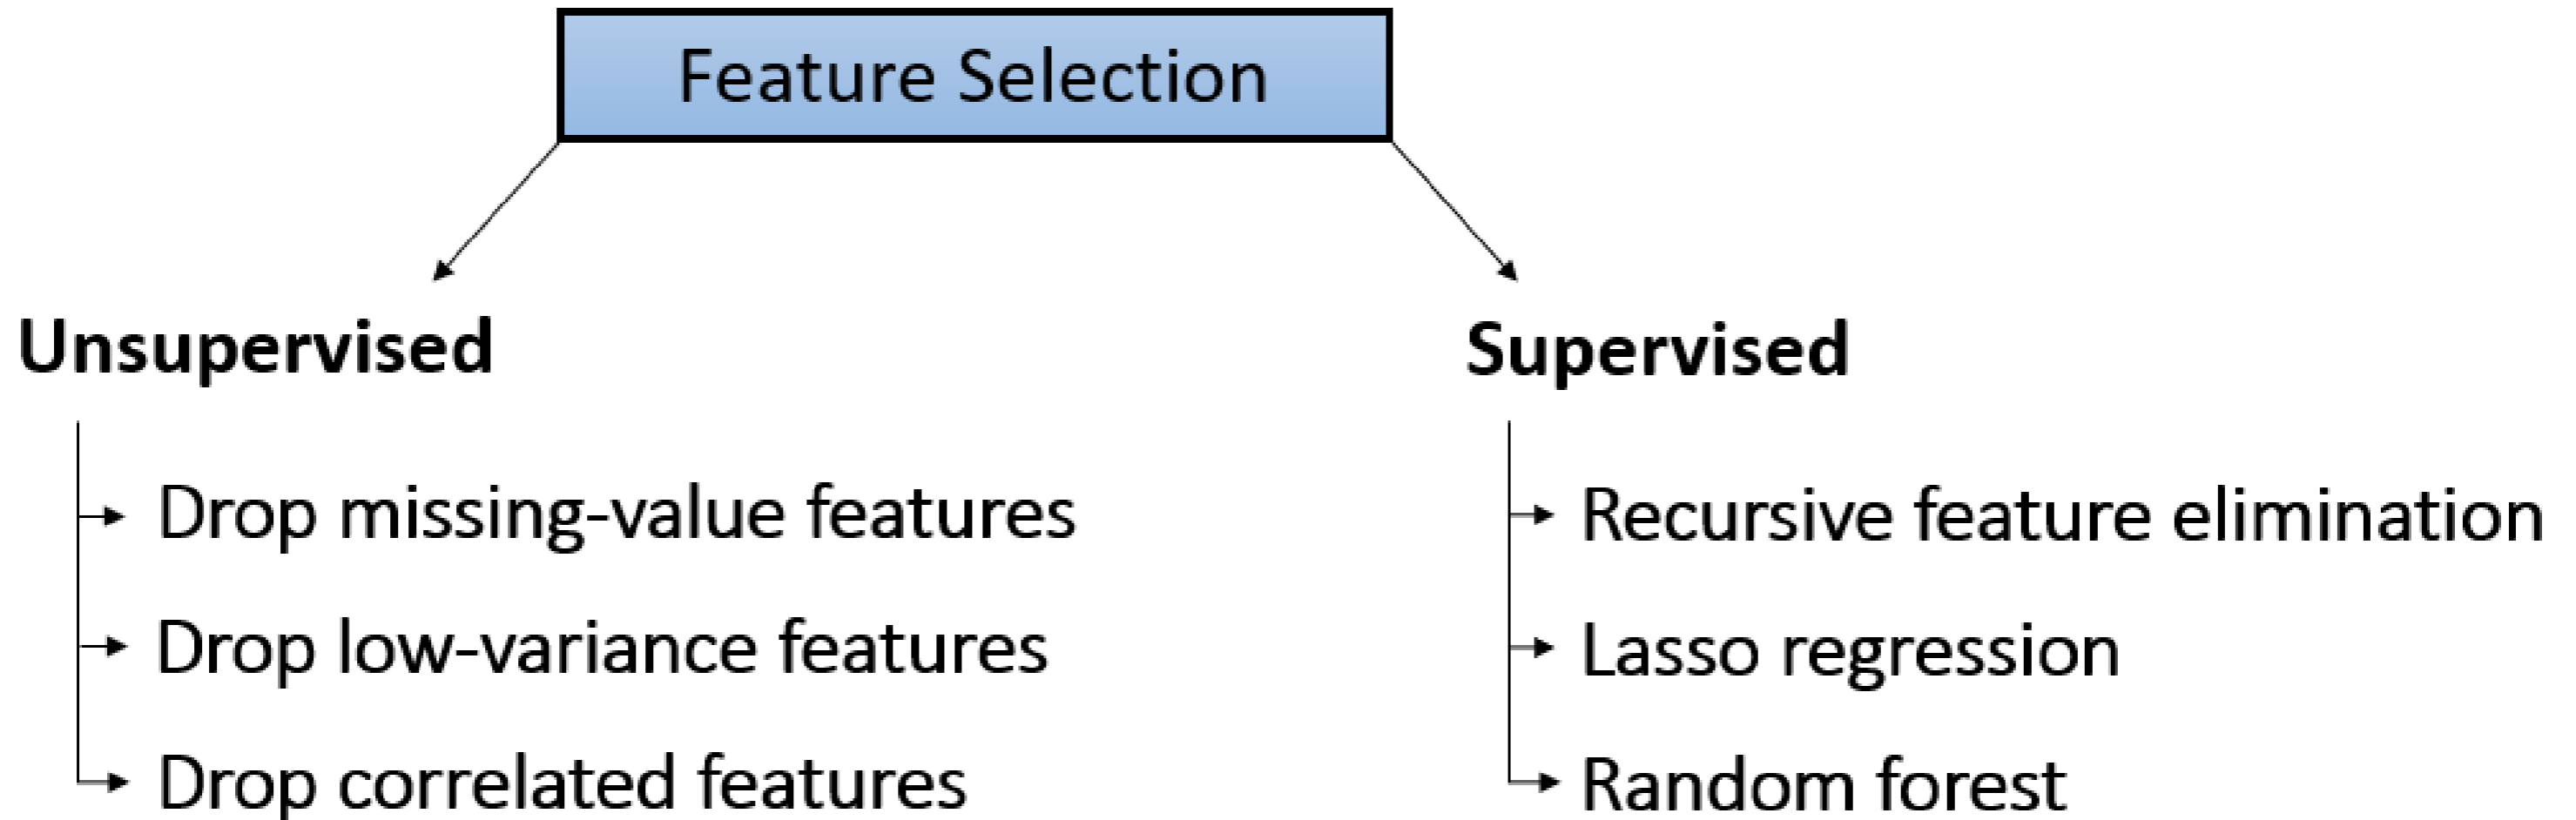 Feature Selection
Unsupervised
Drop missing-value features
Drop low-variance features
Drop correlated features
Supervised
Recursive feature elimination
Lasso regression
Random forest